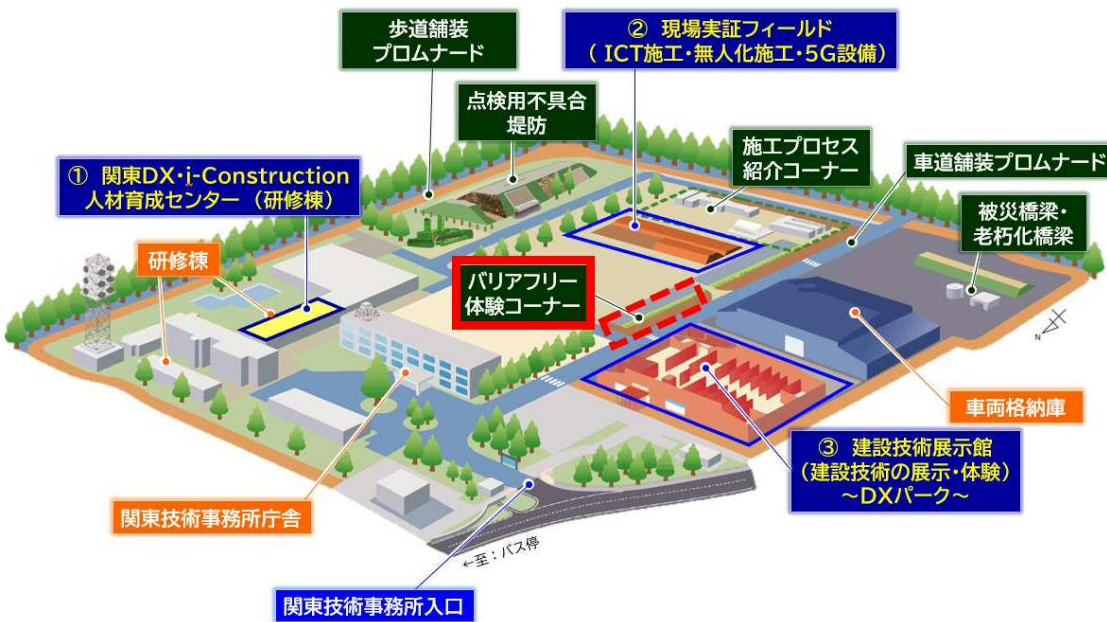 歩道舗装
プロムナード
② 現場実証フィールド
（ ICT施工・無人化施工・5G設備）
点検用不具合
堤防
施工プロセス
紹介コーナー
車道舗装プロムナード
① 関東DX・i-Construction
人材育成センター （研修棟）
被災橋梁・
老朽化橋梁
研修棟
バリアフリー
体験コーナー
N
車両格納庫
③ 建設技術展示館
（建設技術の展示・体験）
～DXパーク～
関東技術事務所庁舎
←至：バス停
関東技術事務所入口